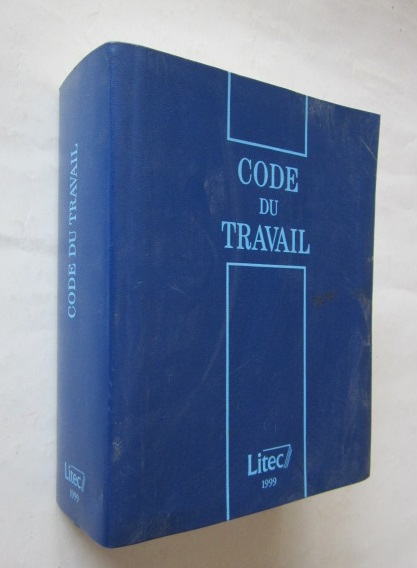 CODE DU TRAVAIL
Litec
1999
CODE
DU
TRAVAIL
Litec
1999